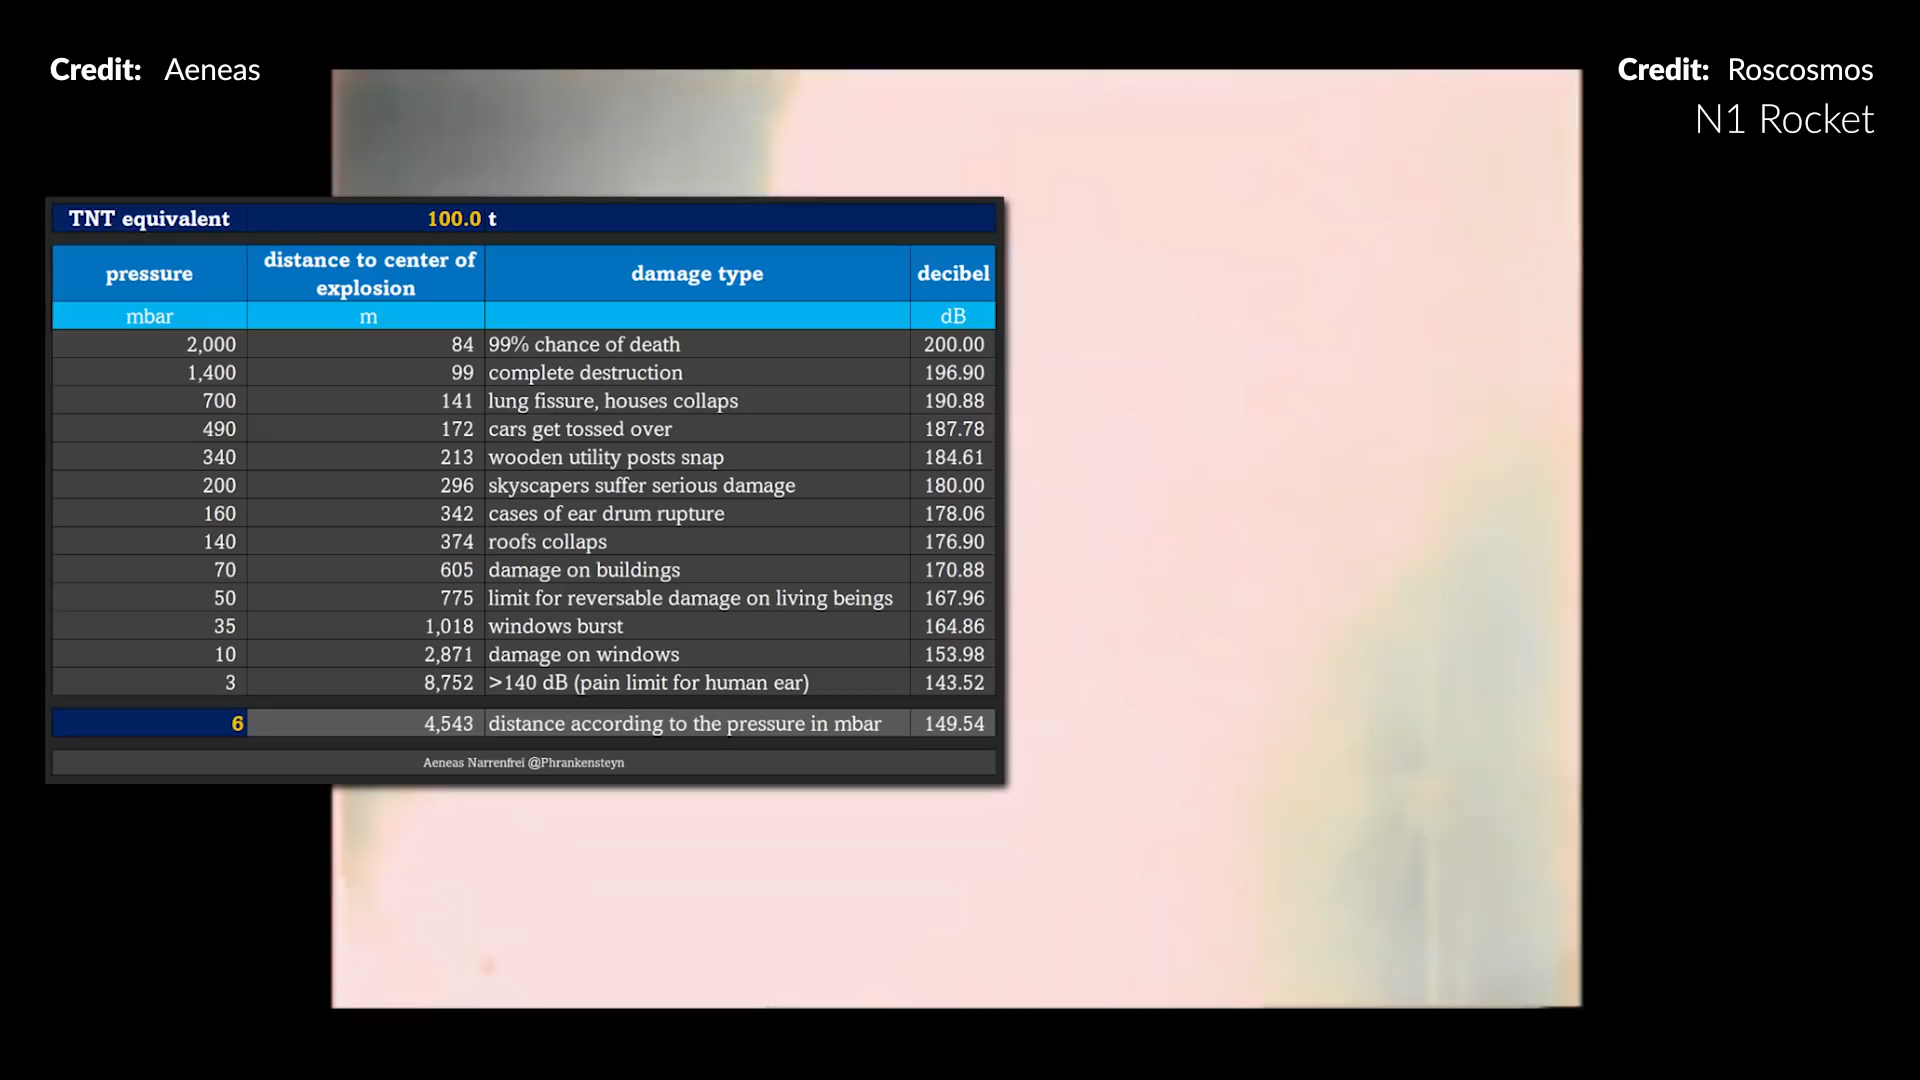 Credit: Aeneas
Credit: Roscosmos
N1 Rocket
TNT equivalent 100.0 t
pressure distance to center of explosion damage type decibel
mbar m dB
2,000 84 99% chance of death 200.00
1,400 99 complete destruction 196.90
700 141 lung fissure, houses collaps 190.88
490 172 cars get tossed over 187.78
340 213 wooden utility posts snap 184.61
200 296 skyscapers suffer serious damage 180.00
160 342 cases of ear drum rupture 178.06
140 374 roofs collaps 176.90
70 605 damage on buildings 170.88
50 775 limit for reversable damage on living beings 167.96
35 1,018 windows burst 164.86
10 2,871 damage on windows 153.98
3 8,752 >140 dB (pain limit for human ear) 143.52
6 4,543 distance according to the pressure in mbar 149.54
Aeneas Narrenfrei @Phrankensteyn